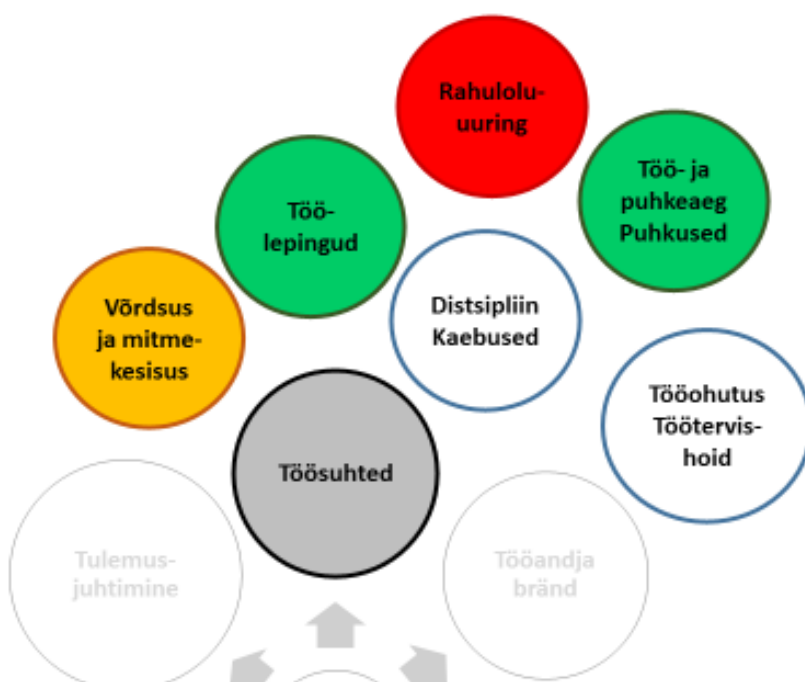 Rahulolu-
uuring
Töö- ja
puhkeaeg
Puhkused
Töö-
lepingud
Distsipliin
Kaebused
Võrdsus
ja mitme-
kesisus
Tööohutus
Töötervis-
hoid
Töösuhted
Tulemus-
juhtimine
Tööandja
bränd